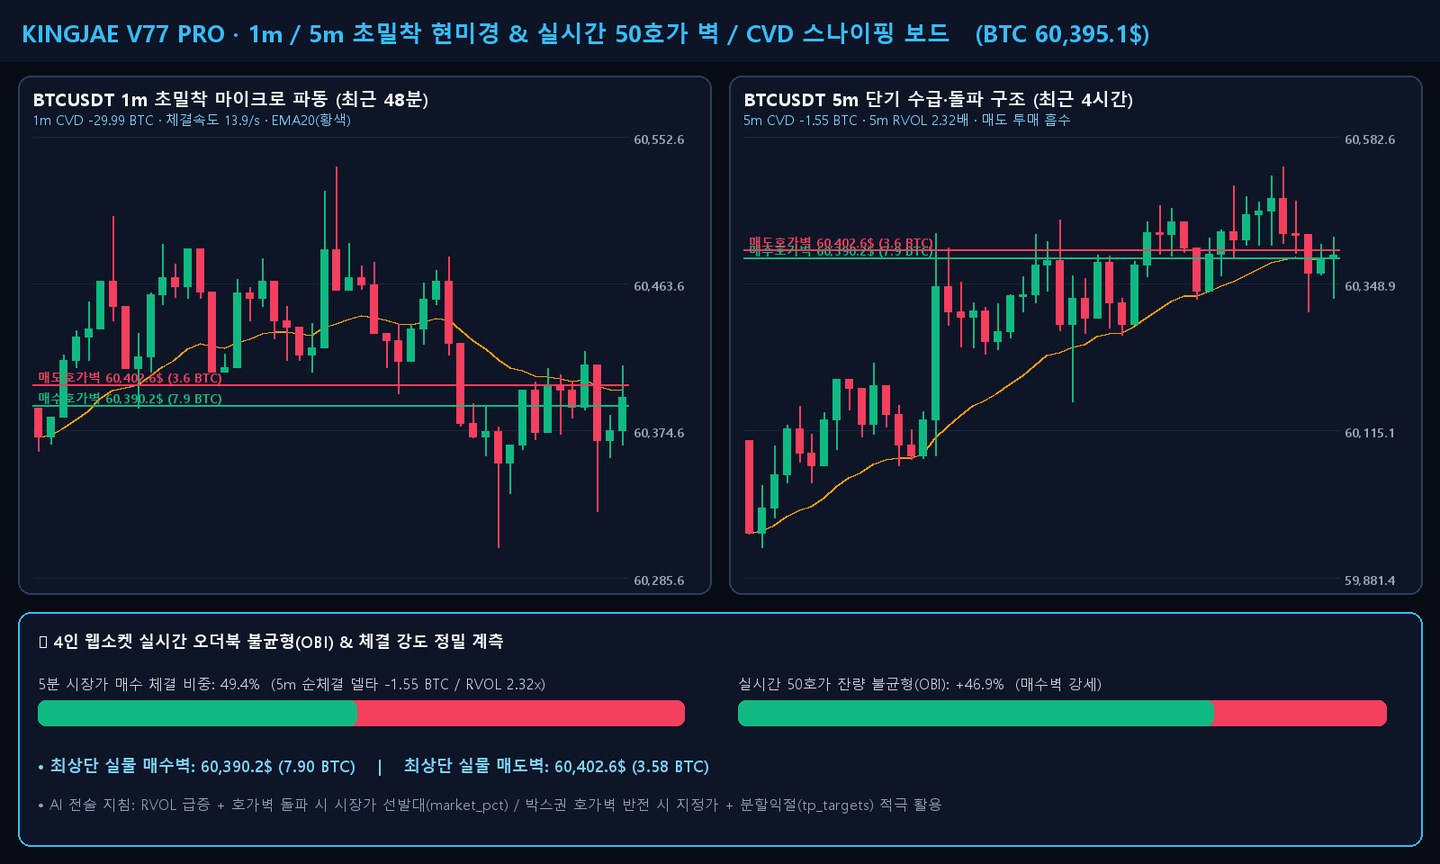 KINGJAE V77 PRO · 1m / 5m 초밀착 현미경 & 실시간 50호가 벽 / CVD 스나이핑 보드 (BTC 60,395.1$)
BTCUSDT 1m 초밀착 마이크로 파동 (최근 48분)
1m CVD -29.99 BTC · 체결속도 13.9/s · EMA20(황색)
60,552.6
60,463.6
매도호가벽 60,402.6$ (3.6 BTC)
매수호가벽 60,390.2$ (7.9 BTC)
60,374.6
60,285.6
BTCUSDT 5m 단기 수급·돌파 구조 (최근 4시간)
5m CVD -1.55 BTC · 5m RVOL 2.32배 · 매도 투매 흡수
60,582.6
매도호가벽 60,402.6$ (3.6 BTC)
매수호가벽 60,390.2$ (7.9 BTC)
60,348.9
60,115.1
59,881.4
4인 웹소켓 실시간 오더북 불균형(OBI) & 체결 강도 정밀 계측
5분 시장가 매수 체결 비중: 49.4% (5m 순체결 델타 -1.55 BTC / RVOL 2.32x)
실시간 50호가 잔량 불균형(OBI): +46.9% (매수벽 강세)
• 최상단 실물 매수벽: 60,390.2$ (7.90 BTC) | 최상단 실물 매도벽: 60,402.6$ (3.58 BTC)
• AI 전술 지침: RVOL 급증 + 호가벽 돌파 시 시장가 선발대(market_pct) / 박스권 호가벽 반전 시 지정가 + 분할익절(tp_targets) 적극 활용